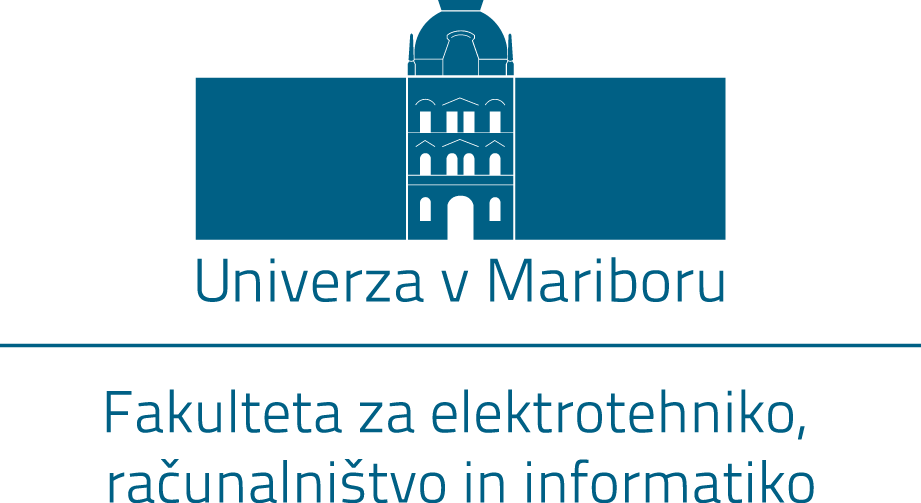 Univerza v Mariboru
Fakulteta za elektrotehniko,
računalništvo in informatiko